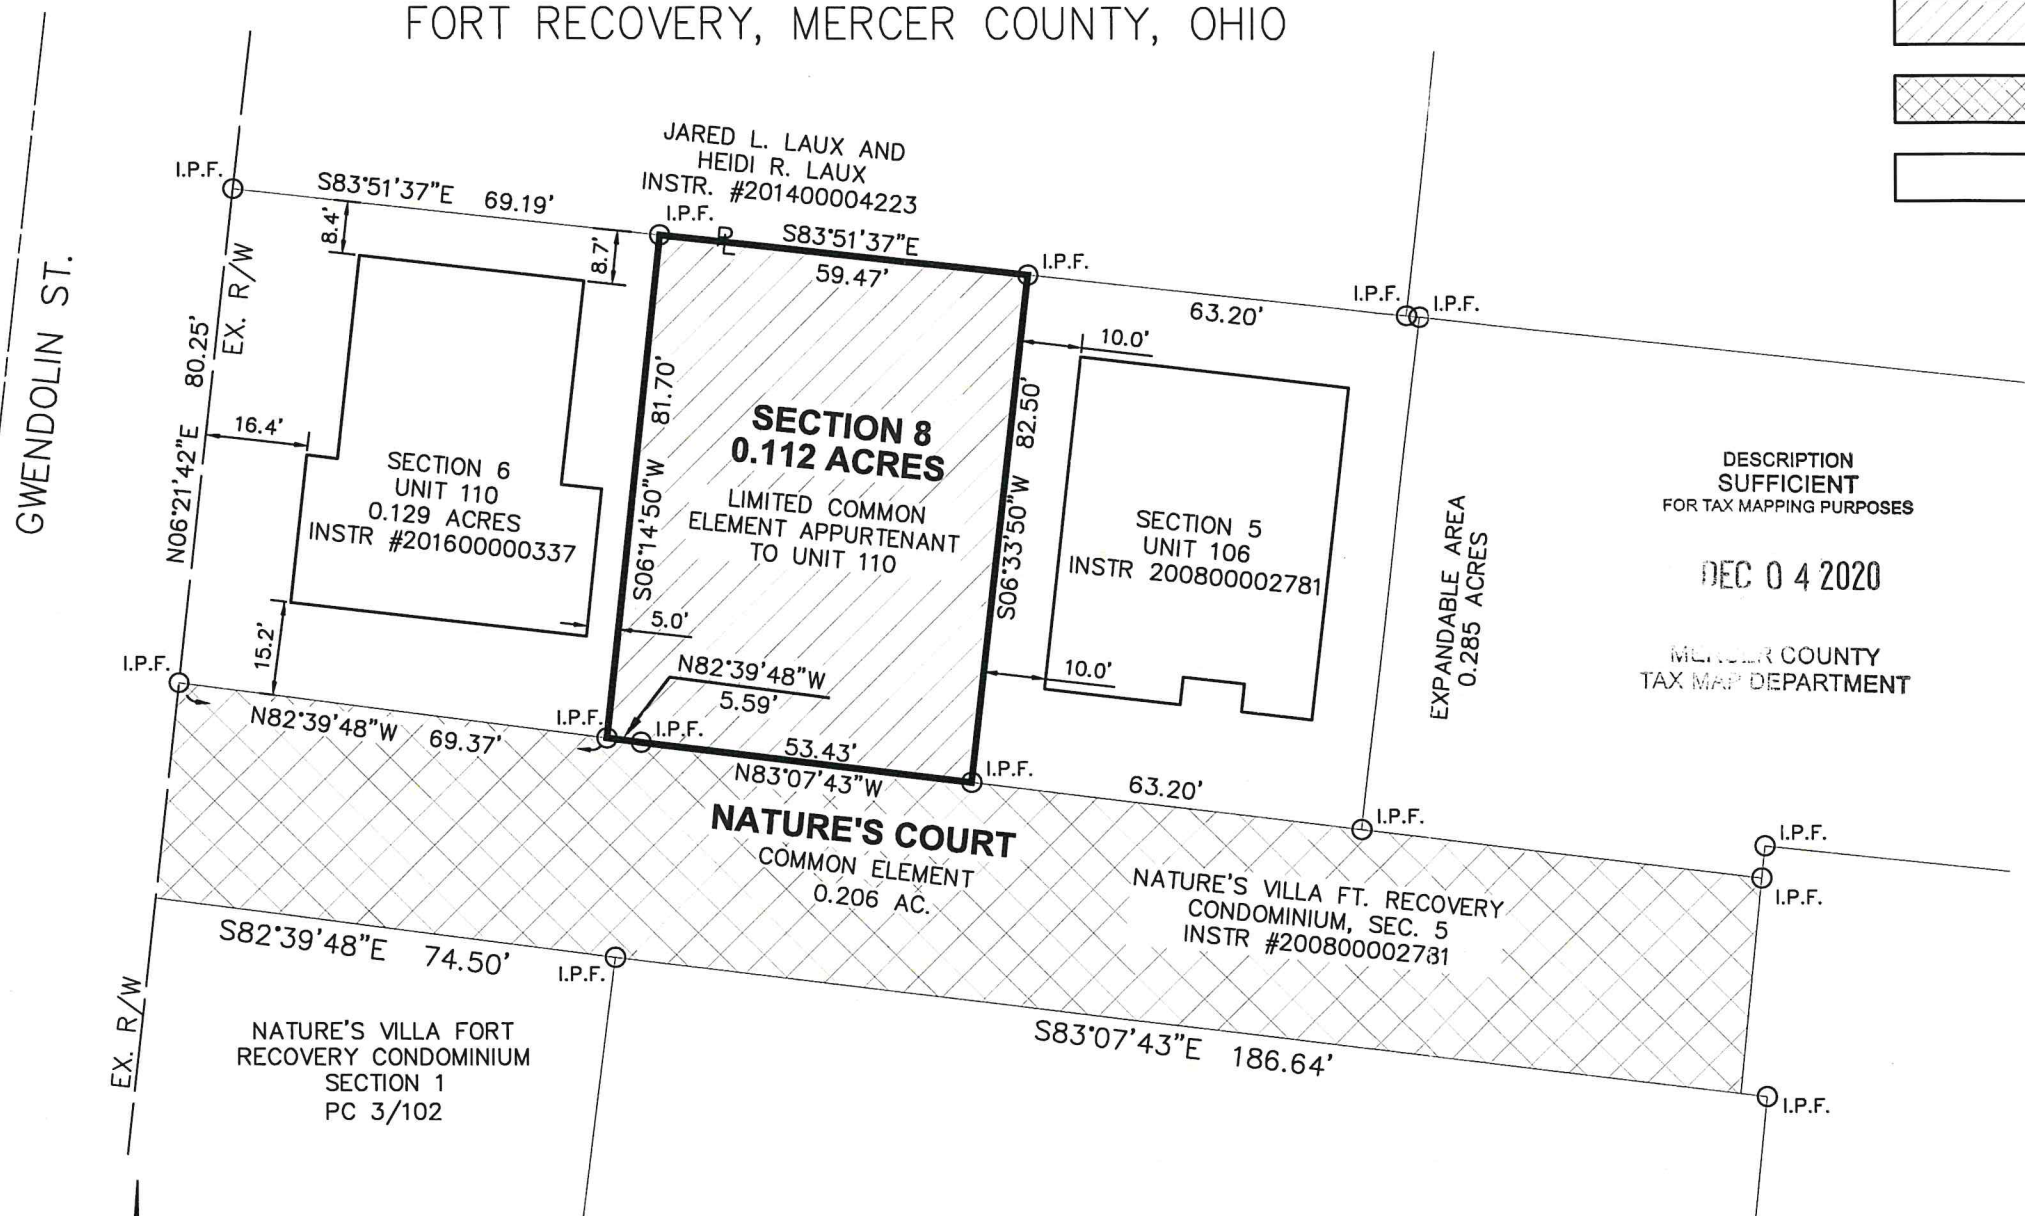 FORT RECOVERY, MERCER COUNTY, OHIO
GWENDOLIN ST.
JARED L. LAUX AND
HEIDI R. LAUX
INSTR. #201400004223
I.P.F.
S83°51'37"E 69.19'
8.4'
8.7'
I.P.F.
PL
S83°51'37"E
59.47'
I.P.F.
63.20'
I.P.F.
I.P.F.
EX. R/W
N06°21'42"E 80.25'
16.4'
SECTION 6
UNIT 110
0.129 ACRES
INSTR #201600000337
15.2'
S06°14'50"W 81.70'
SECTION 8
0.112 ACRES
LIMITED COMMON
ELEMENT APPURTENANT
TO UNIT 110
5.0'
N82°39'48"W
5.59'
S06°33'50"W 82.50'
10.0'
SECTION 5
UNIT 106
INSTR 200800002781
10.0'
EXPANDABLE AREA
0.285 ACRES
DESCRIPTION
SUFFICIENT
FOR TAX MAPPING PURPOSES
DEC 04 2020
MERCER COUNTY
TAX MAP DEPARTMENT
I.P.F.
N82°39'48"W 69.37'
I.P.F.
I.P.F.
53.43'
N83°07'43"W
I.P.F.
63.20'
I.P.F.
I.P.F.
I.P.F.
NATURE'S COURT
COMMON ELEMENT
0.206 AC.
NATURE'S VILLA FT. RECOVERY
CONDOMINIUM, SEC. 5
INSTR #200800002781
S82°39'48"E 74.50'
I.P.F.
S83°07'43"E 186.64'
I.P.F.
EX. R/W
NATURE'S VILLA FORT
RECOVERY CONDOMINIUM
SECTION 1
PC 3/102